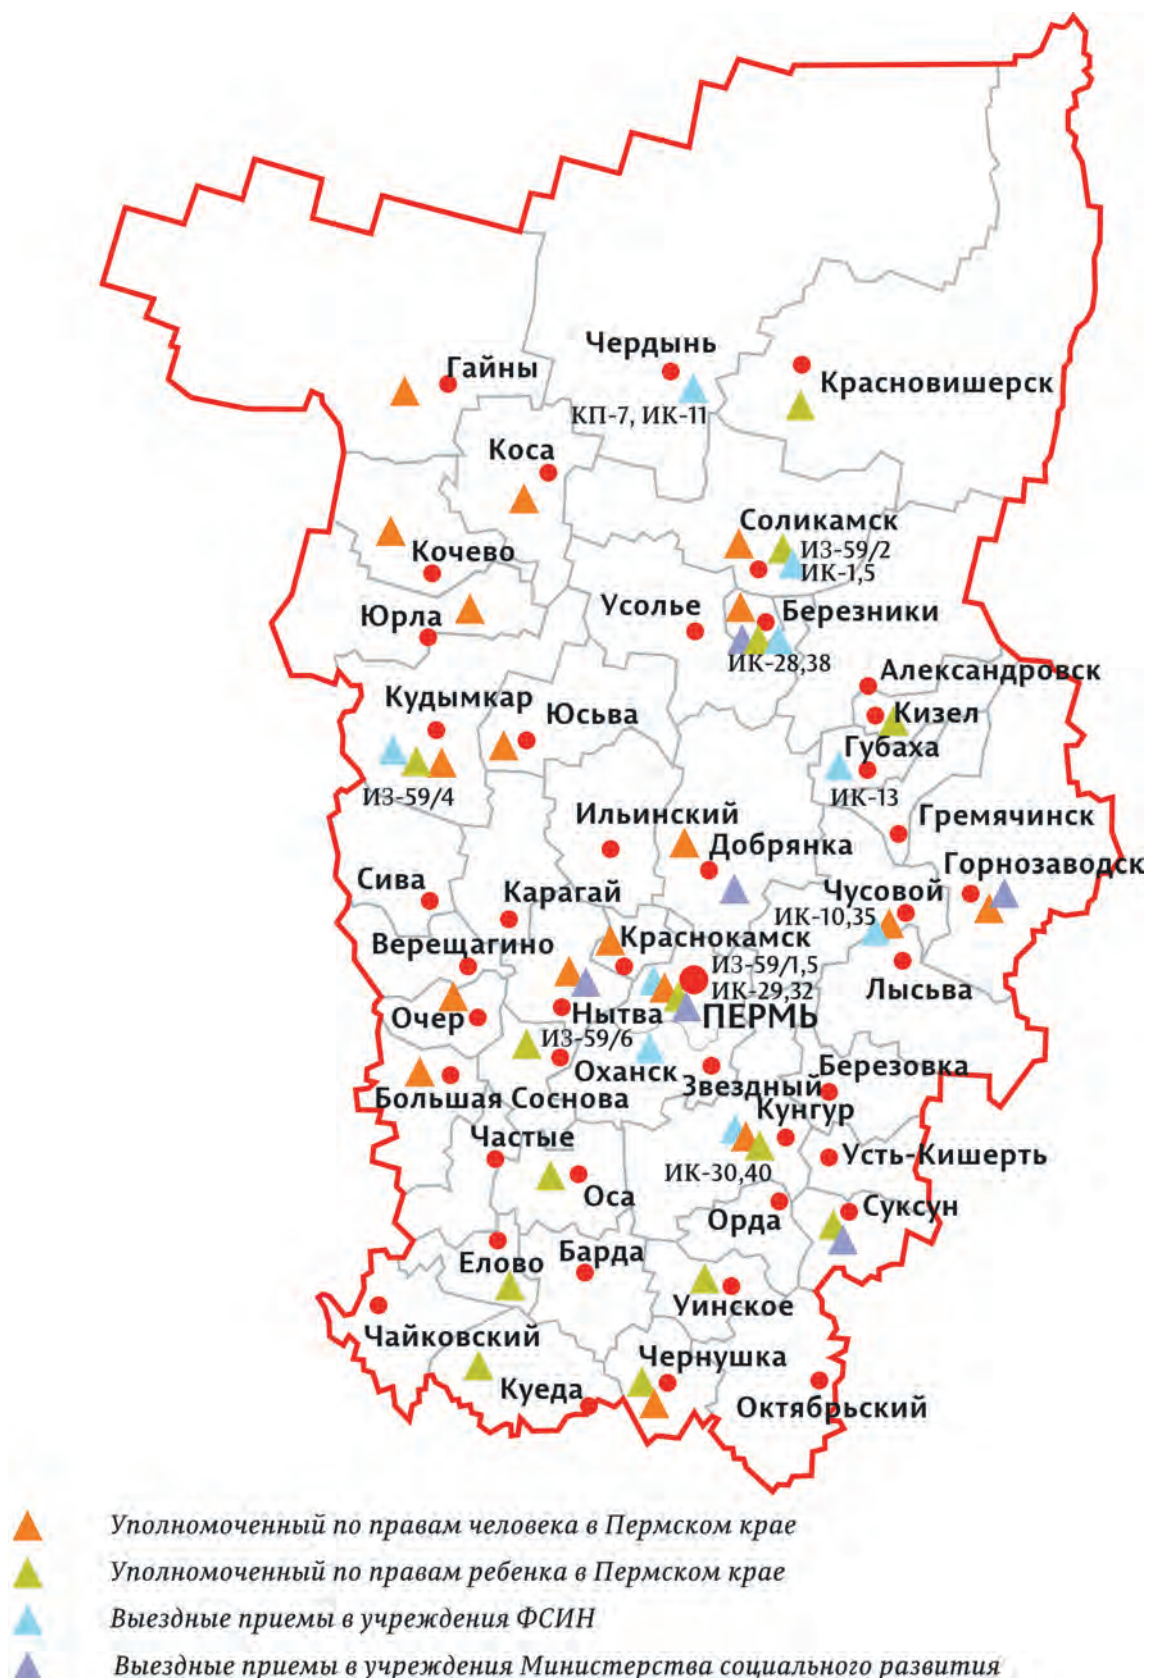 Чердынь
Гайны
Красновишерск
КП-7, ИК-11
Коса
Соликамск
ИЗ-59/2
Кочево
ИК-1,5
Юрла
Усолье
Березники
ИК-28,38
Александровск
Кудымкар
Юсьва
Кизел
Губаха
ИЗ-59/4
ИК-13
Ильинский
Гремячинск
Добрянка
Горнозаводск
Сива
Карагай
Чусовой
ИК-10,35
Верещагино
Краснокамск
ИЗ-59/1,5
ИК-29,32
Лысьва
Очер
Нытва
ПЕРМЬ
ИЗ-59/6
Оханск
Звездный
Березовка
Большая Соснова
Кунгур
Частые
Усть-Кишерть
ИК-30,40
Оса
Орда
Суксун
Елово
Барда
Уинское
Чайковский
Чернушка
Куеда
Октябрьский
Уполномоченный по правам человека в Пермском крае
Уполномоченный по правам ребенка в Пермском крае
Выездные приемы в учреждения ФСИН
Выездные приемы в учреждения Министерства социального развития